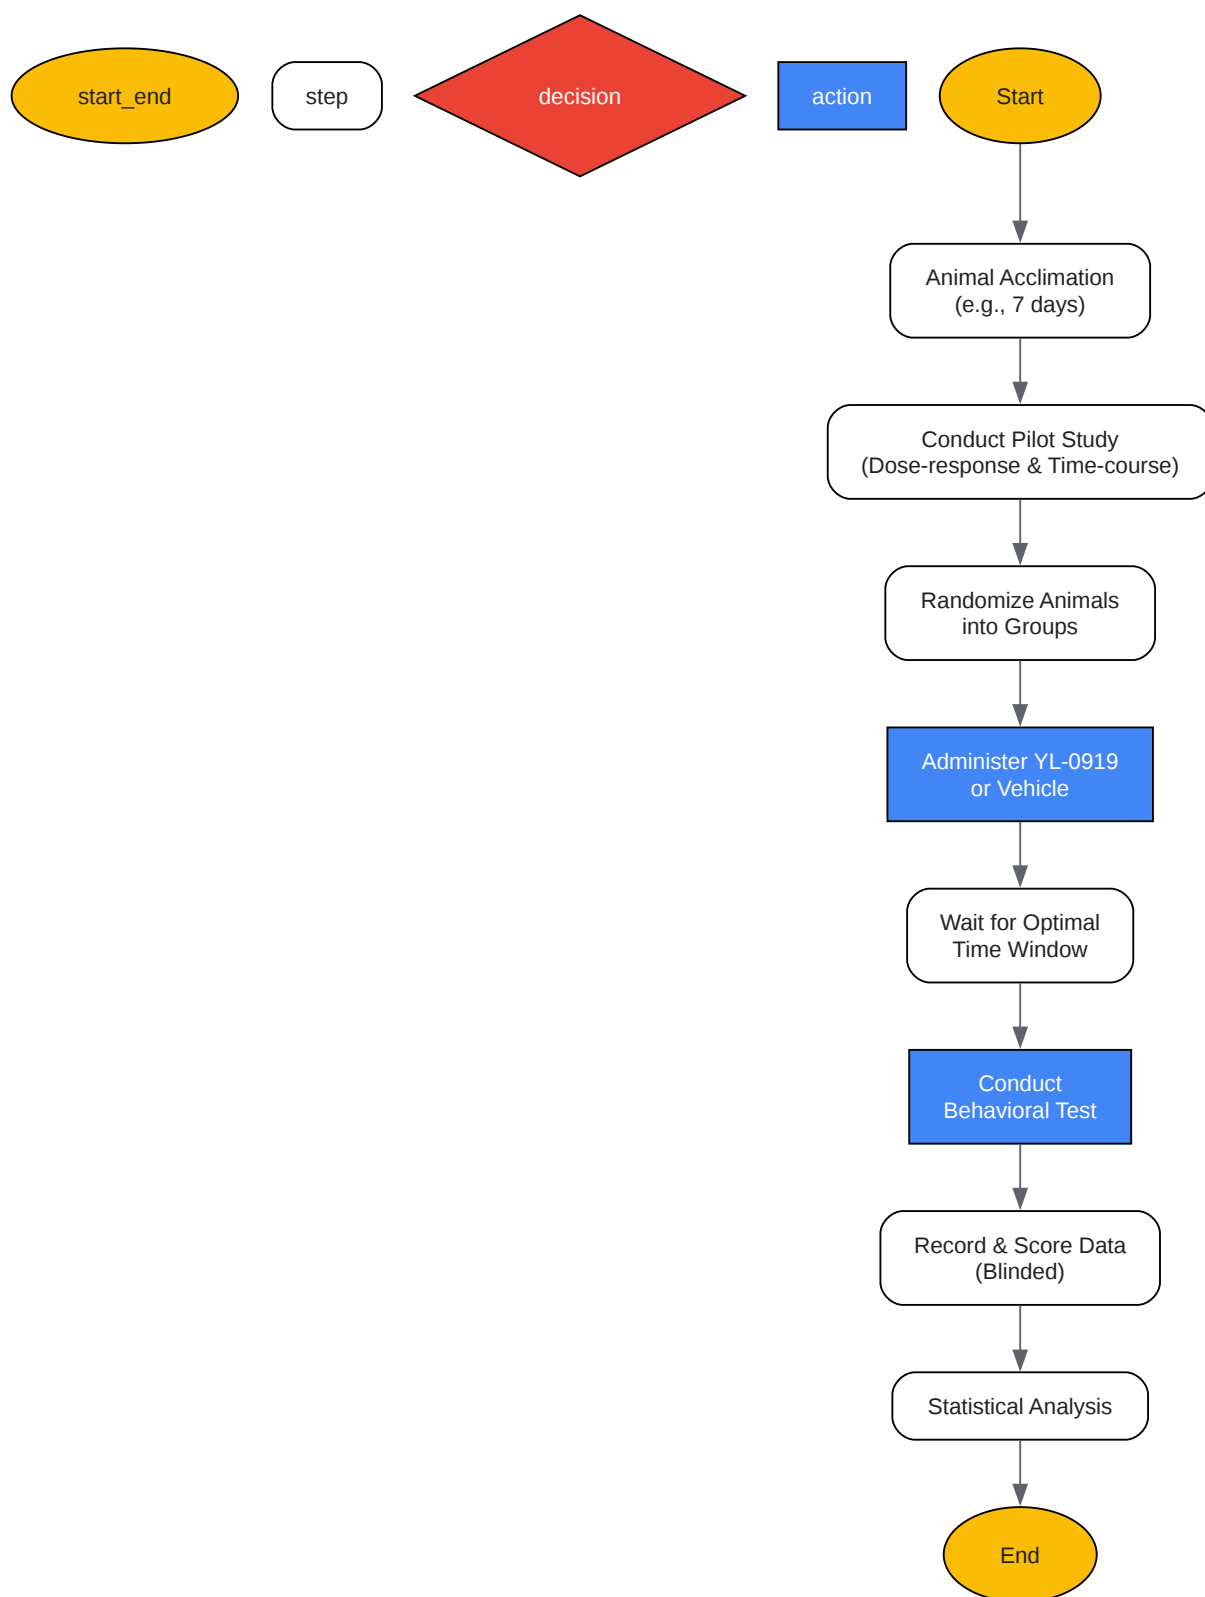 start_end
step
decision
action
Start
Animal Acclimation
(e.g., 7 days)
Conduct Pilot Study
(Dose-response & Time-course)
Randomize Animals
into Groups
Administer YL-0919
or Vehicle
Wait for Optimal
Time Window
Conduct
Behavioral Test
Record & Score Data
(Blinded)
Statistical Analysis
End